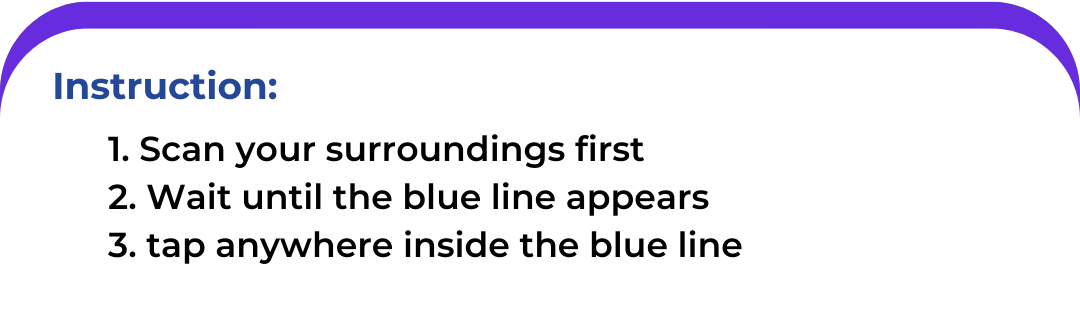 Instruction:
1. Scan your surroundings first
2. Wait until the blue line appears
3. tap anywhere inside the blue line